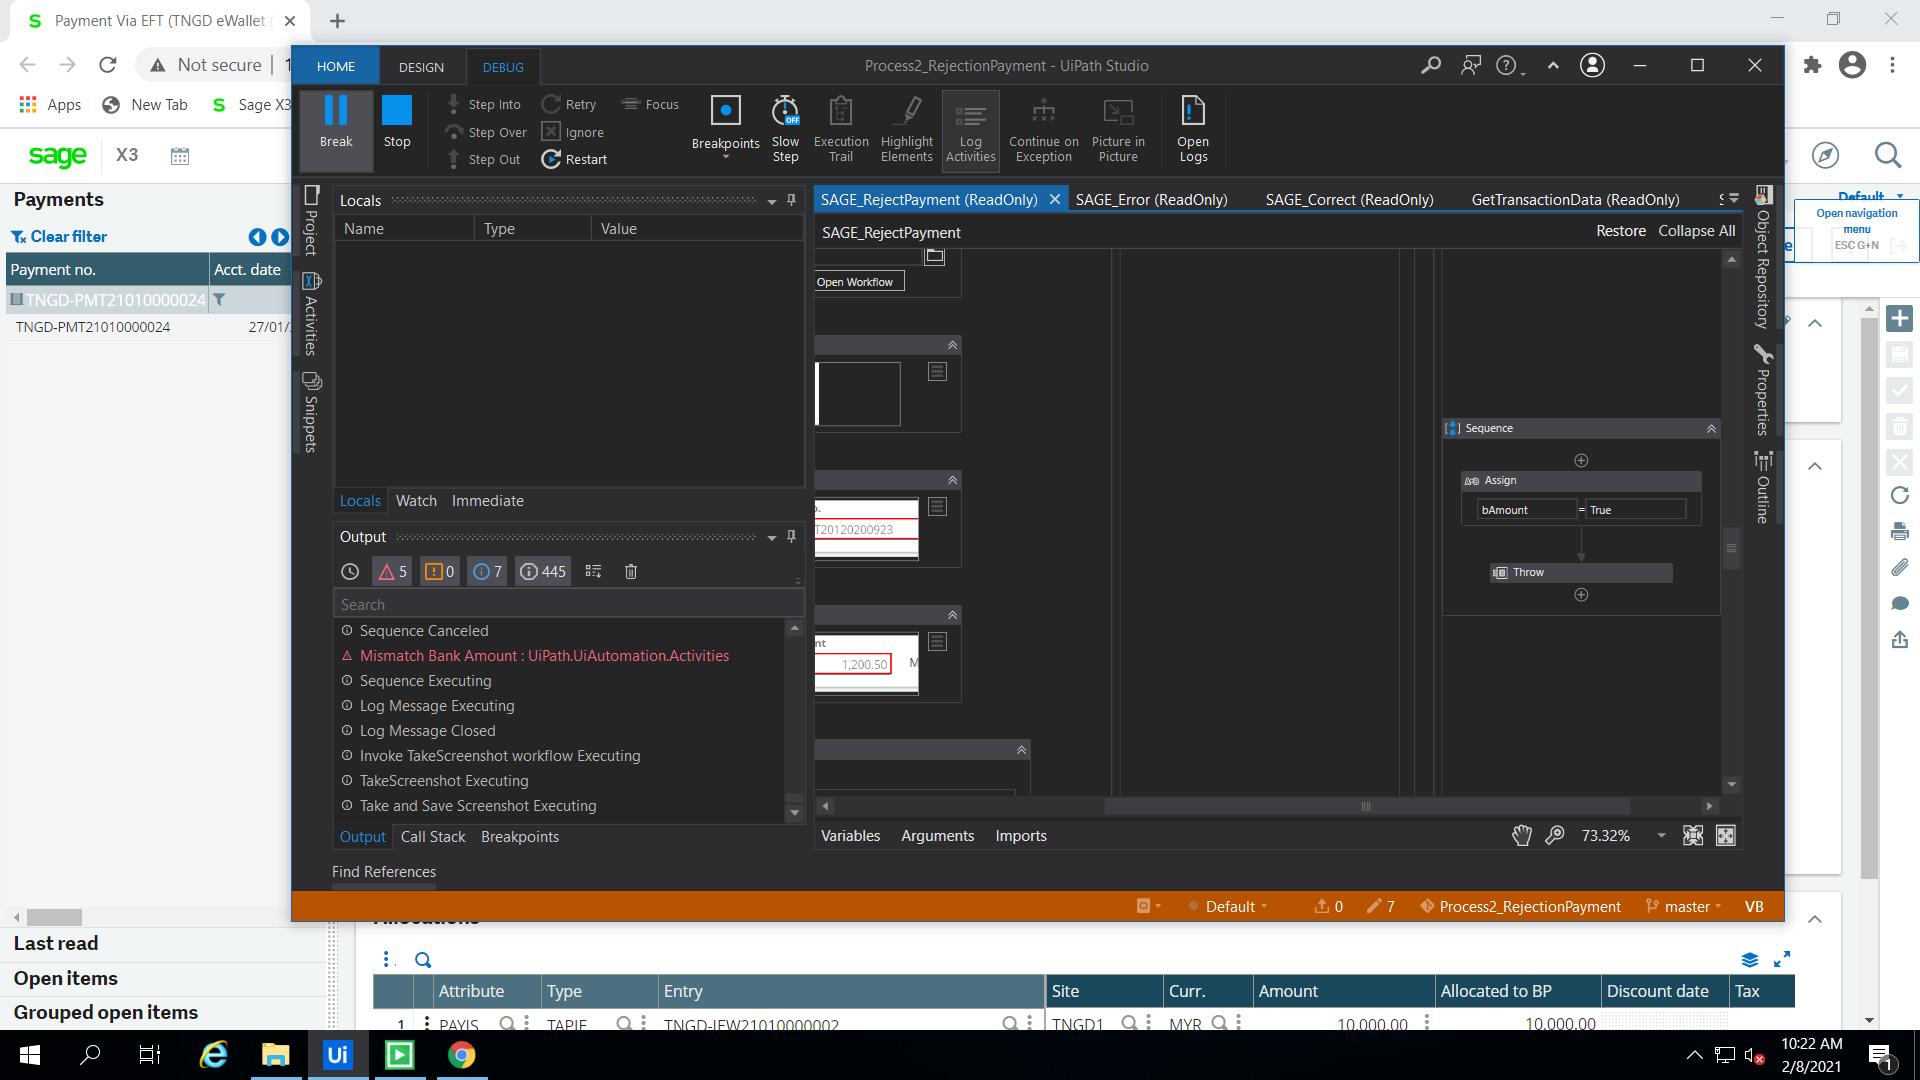 Payment Via EFT (TNGD eWallet
Not secure
Apps
New Tab
Sage X3
sage
X3
Payments
Clear filter
Payment no.
Acct. date
TNGD-PMT21010000024
TNGD-PMT21010000024
27/01/
Last read
Open items
Grouped open items
HOME
DESIGN
DEBUG
Process2_RejectionPayment - UiPath Studio
Break
Stop
Step Into
Step Over
Step Out
Retry
Ignore
Restart
Focus
Breakpoints
Slow Step
OFF
Execution Trail
Highlight Elements
Log Activities
Continue on Exception
Picture in Picture
Open Logs
Project
Activities
Snippets
Locals
Name
Type
Value
Locals
Watch
Immediate
Output
5
0
7
445
Search
Sequence Canceled
Mismatch Bank Amount : UiPath.UiAutomation.Activities
Sequence Executing
Log Message Executing
Log Message Closed
Invoke TakeScreenshot workflow Executing
TakeScreenshot Executing
Take and Save Screenshot Executing
Output
Call Stack
Breakpoints
Find References
SAGE_RejectPayment (ReadOnly)
SAGE_Error (ReadOnly)
SAGE_Correct (ReadOnly)
GetTransactionData (ReadOnly)
SAGE_RejectPayment
Restore
Collapse All
Open Workflow
T20120200923
nt
1,200.50
M
Sequence
Assign
bAmount
=
True
Throw
Variables
Arguments
Imports
73.32%
Object Repository
Properties
Outline
Default
0
7
Process2_RejectionPayment
master
VB
Default
Open navigation menu
ESC G+N
Attribute
Type
Entry
Site
Curr.
Amount
Allocated to BP
Discount date
Tax
1
PAYIS
TAPIF
TNGD-IEW21010000002
TNGD1
MYR
10,000.00
10,000.00
10:22 AM
2/8/2021
1